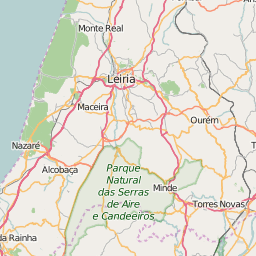 Monte Real
Leiria
Maceira
Ourém
Nazaré
Alcobaça
Parque
Natural
das Serras
de Aire
e Candeeiros
Minde
Torres Novas
da Rainha